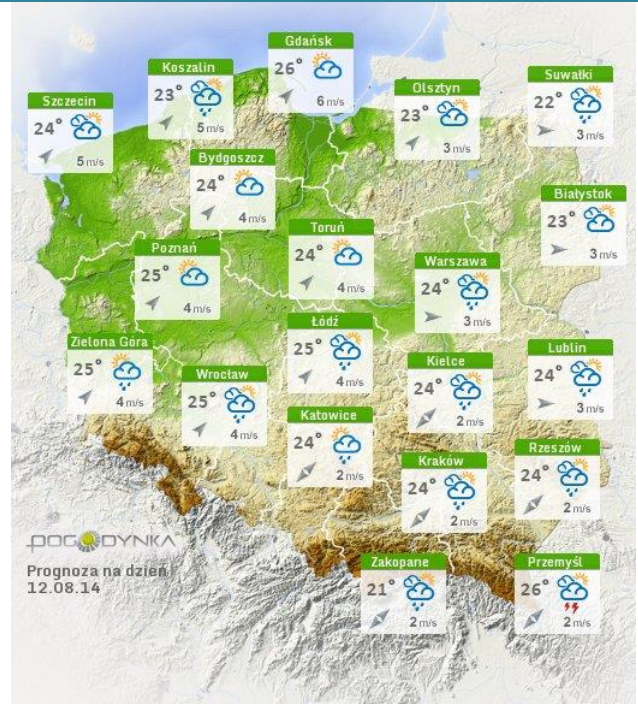 Gdańsk
26°
6 m/s
Koszalin
23°
5 m/s
Suwałki
22°
3 m/s
Olsztyn
23°
3 m/s
Szczecin
24°
5 m/s
Bydgoszcz
24°
4 m/s
Białystok
23°
3 m/s
Toruń
24°
4 m/s
Poznań
25°
4 m/s
Warszawa
24°
3 m/s
Łódź
25°
4 m/s
Zielona Góra
25°
4 m/s
Lublin
24°
3 m/s
Kielce
24°
2 m/s
Wrocław
25°
4 m/s
Katowice
24°
2 m/s
Rzeszów
24°
2 m/s
Kraków
24°
2 m/s
POGODYNKA
Prognoza na dzień
12.08.14
Zakopane
21°
2 m/s
Przemyśl
26°
2 m/s